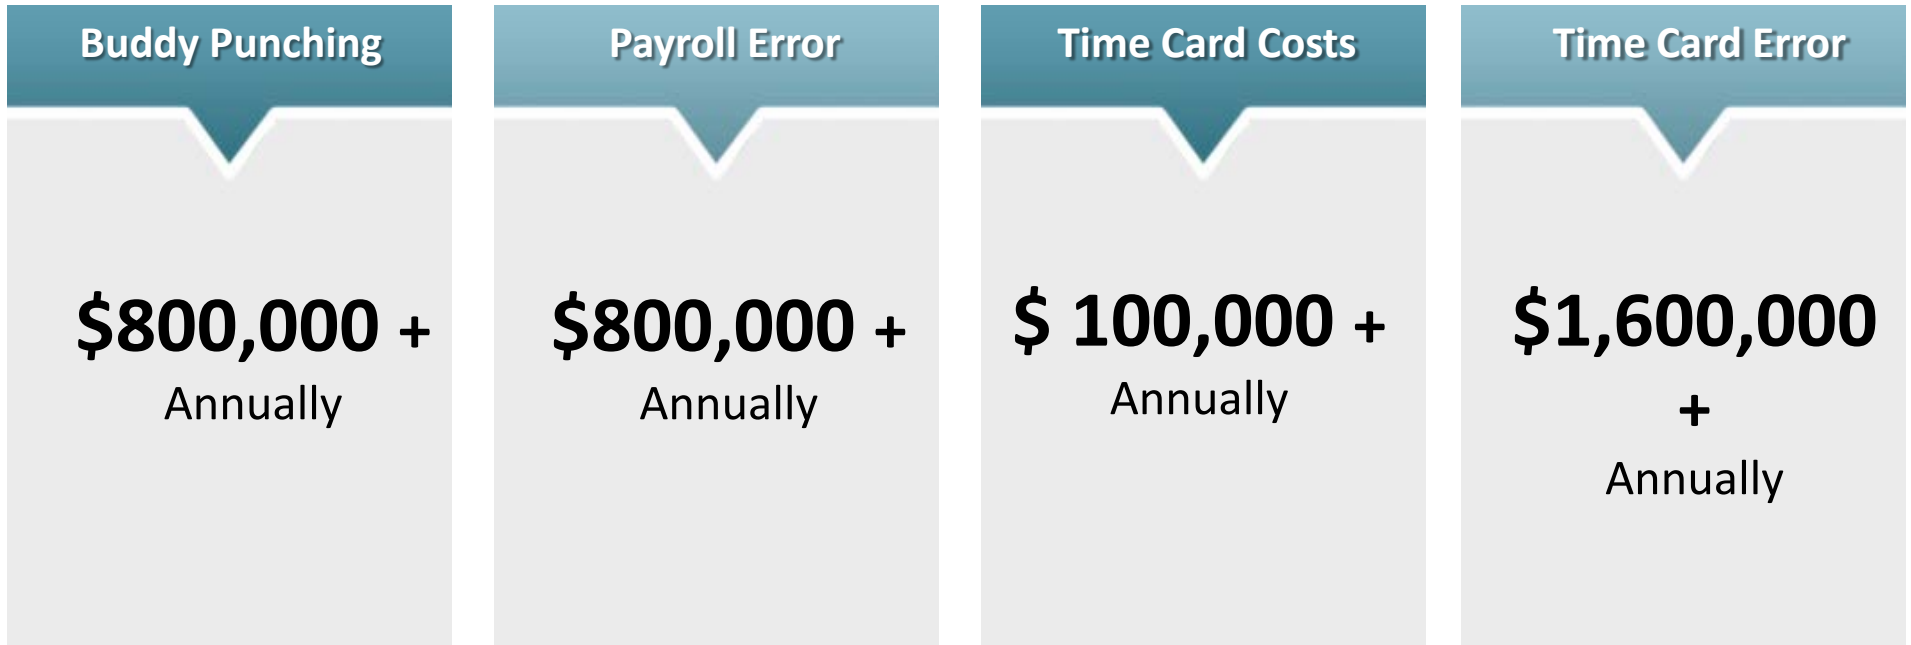 Buddy Punching
$800,000 +
Annually
Payroll Error
$800,000 +
Annually
Time Card Costs
$ 100,000 +
Annually
Time Card Error
$1,600,000
+
Annually